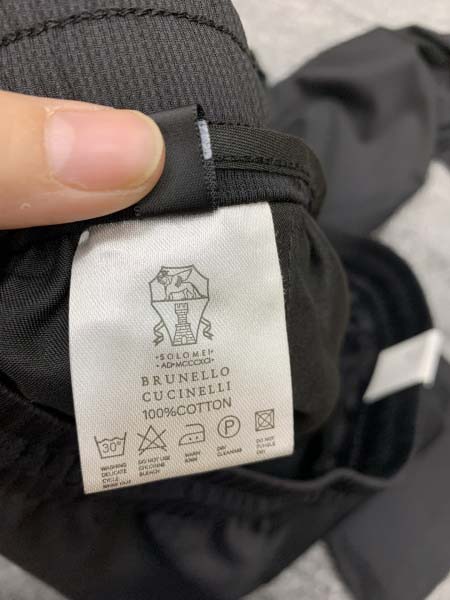 • SOLOMEI •
• AD•MCCCXCI •
BRUNELLO
CUCINELLI
100%COTTON
30°
P
WASHING
DELICATE
CYCLE
DO NOT USE
CHLORINE
BLEACH
WARM
IRON
DRY
CLEANING
DO NOT
TUMBLE
DRY